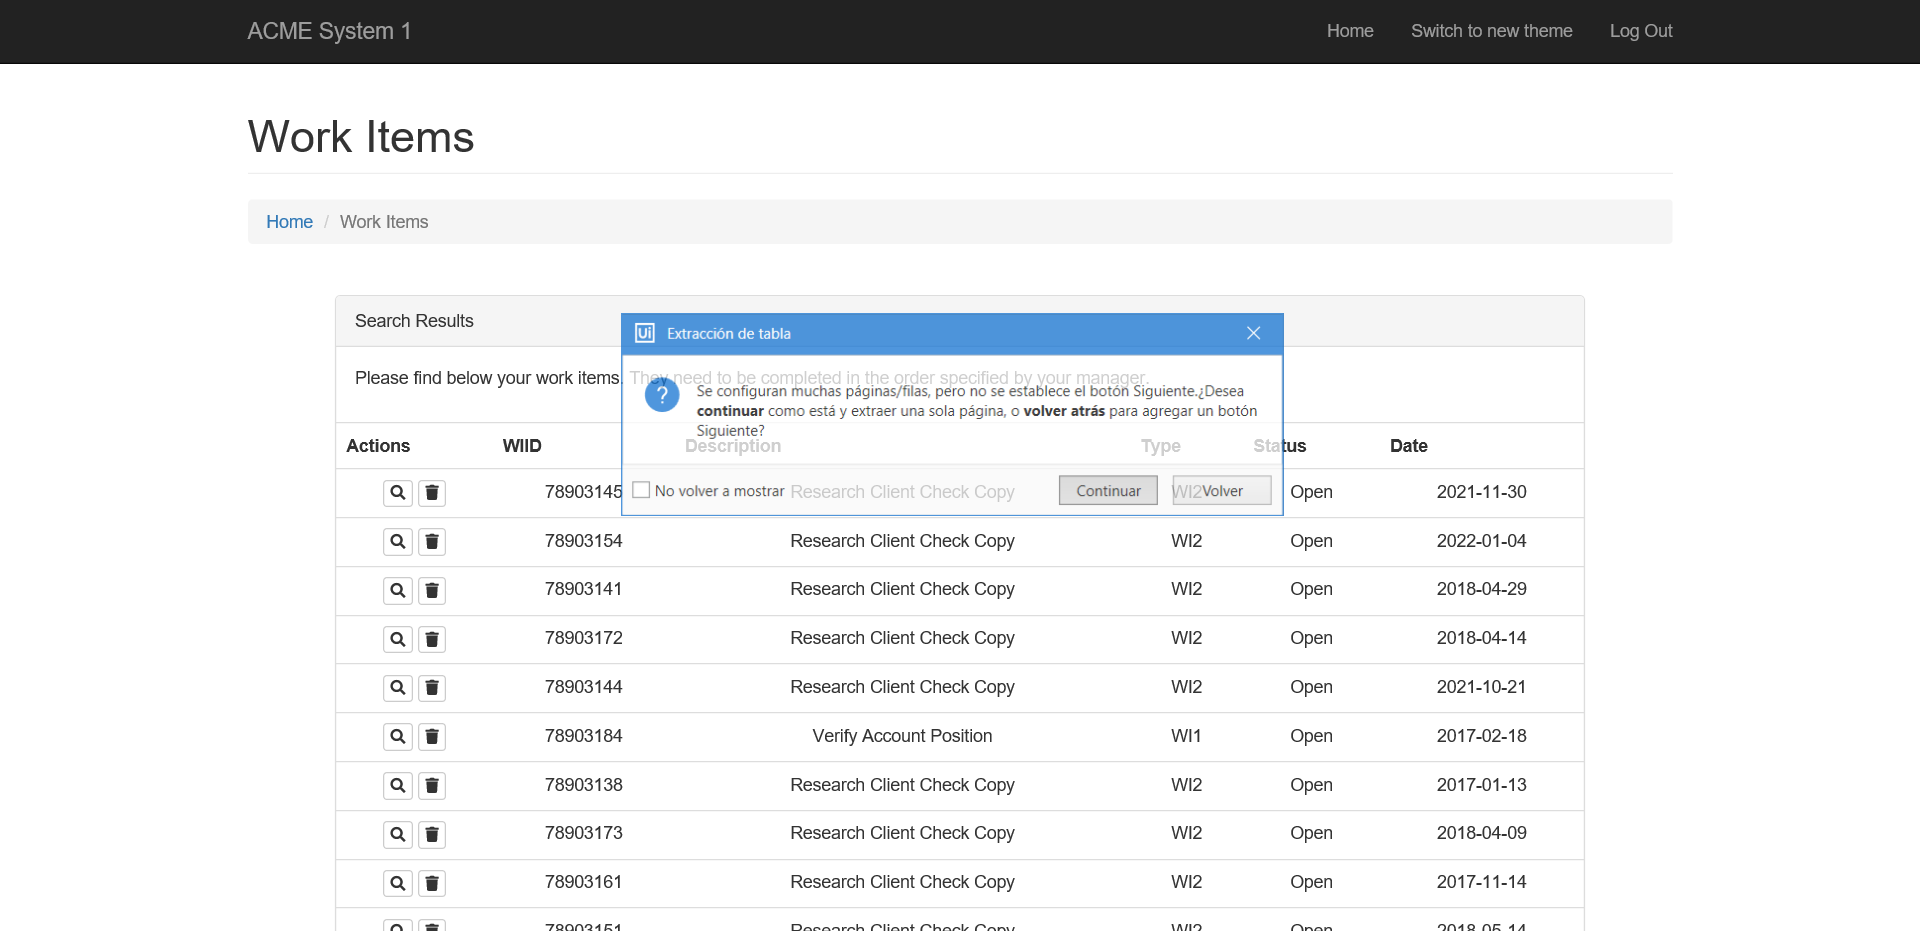 ACME System 1 Home Switch to new theme Log Out
Work Items
Home / Work Items
Search Results
Ui Extracción de tabla
Please find below your work items. They need to be completed in the order specified by your manager.
? Se configuran muchas páginas/filas, pero no se establece el botón Siguiente.¿Desea
continuar como está y extraer una sola página, o volver atrás para agregar un botón
Siguiente?
Actions WIID Description Type Status Date
No volver a mostrar Continuar Volver
78903145 Research Client Check Copy WI2 Open 2021-11-30
78903154 Research Client Check Copy WI2 Open 2022-01-04
78903141 Research Client Check Copy WI2 Open 2018-04-29
78903172 Research Client Check Copy WI2 Open 2018-04-14
78903144 Research Client Check Copy WI2 Open 2021-10-21
78903184 Verify Account Position WI1 Open 2017-02-18
78903138 Research Client Check Copy WI2 Open 2017-01-13
78903173 Research Client Check Copy WI2 Open 2018-04-09
78903161 Research Client Check Copy WI2 Open 2017-11-14
78903151 Research Client Check Copy WI2 Open 2018-05-14